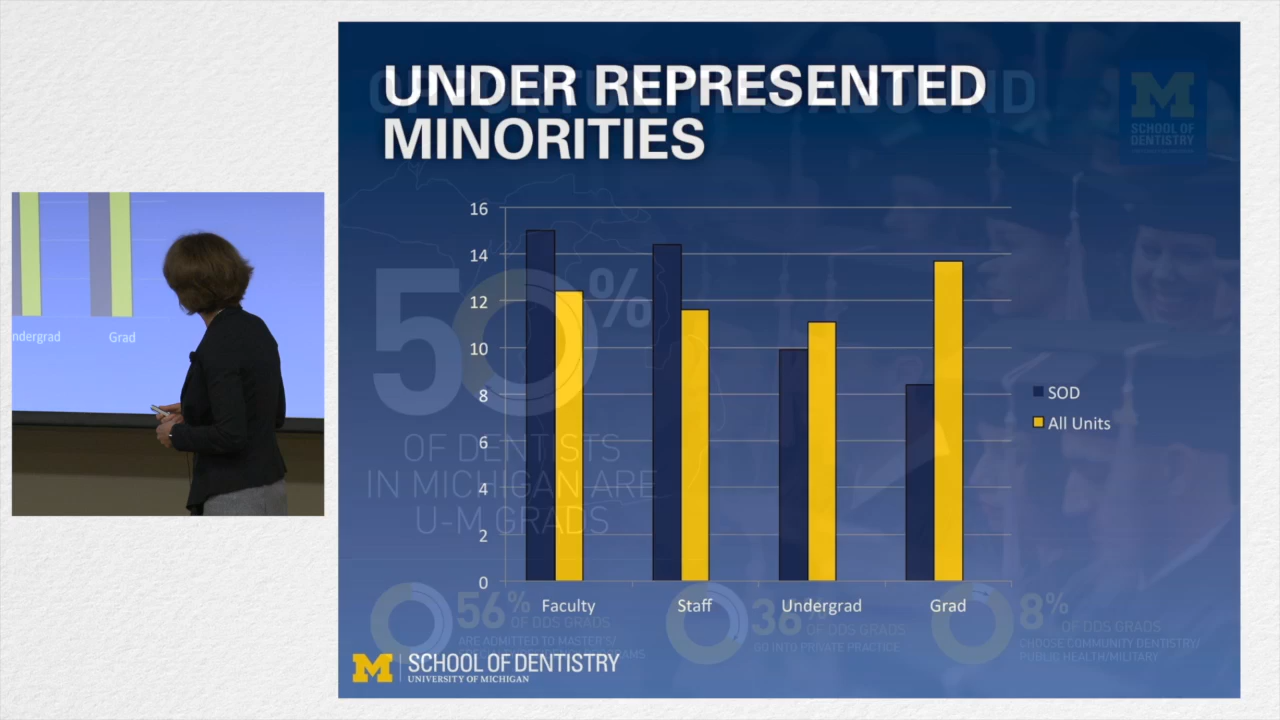 ndergrad
Grad
UNDER REPRESENTED
MINORITIES
M
SCHOOL OF
DENTISTRY
16
14
12
10
8
6
4
2
0
Faculty
Staff
Undergrad
Grad
SOD
All Units
50%
OF DENTISTS
IN MICHIGAN ARE
U-M GRADS
56%
OF DDS GRADS
ARE ADMITTED TO
36%
OF DDS GRADS
GO INTO PRIVATE PRACTICE
8%
OF DDS GRADS
CHOOSE COMMUNITY DENTISTRY/
PUBLIC HEALTH/MILITARY
M
SCHOOL OF DENTISTRY
UNIVERSITY OF MICHIGAN